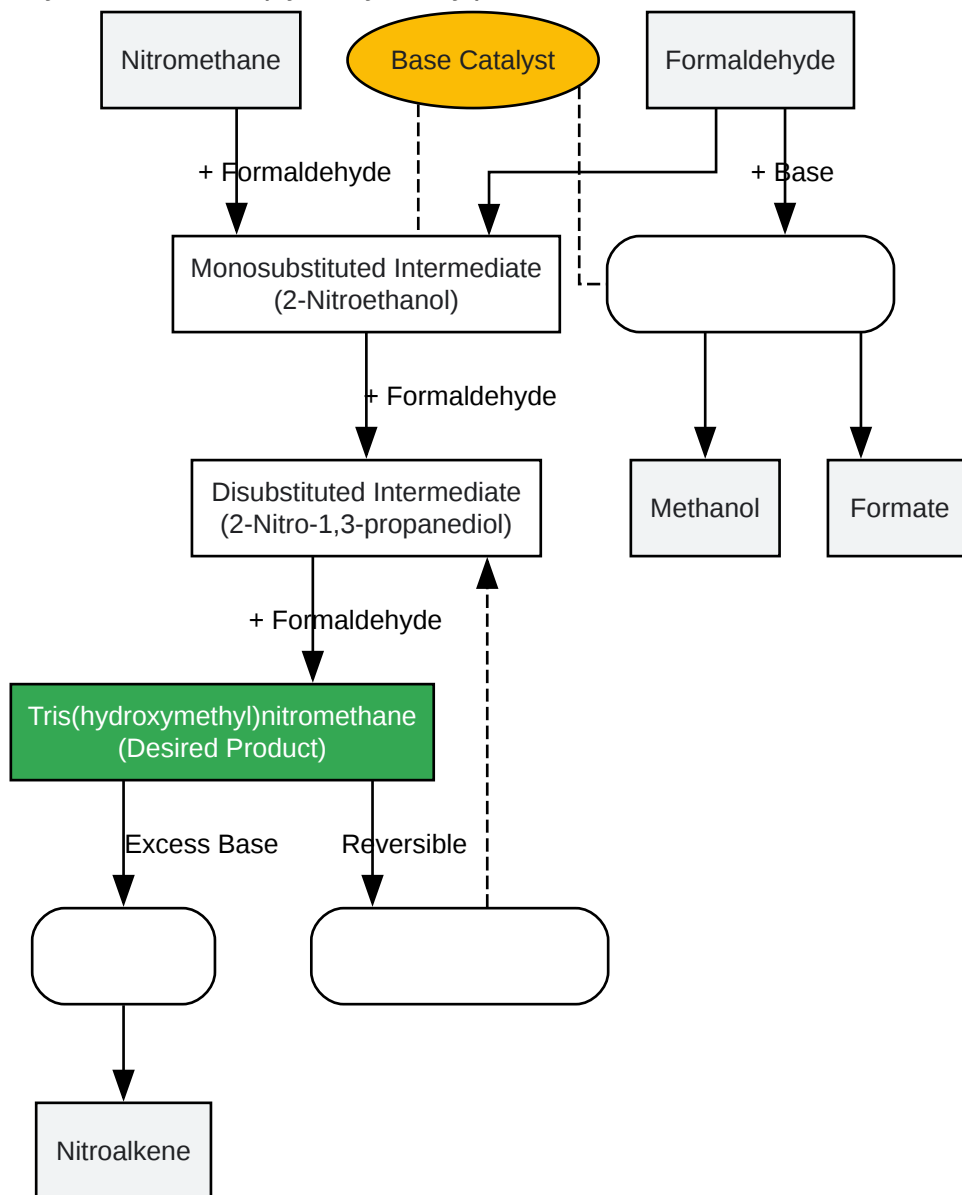 Nitromethane
Base Catalyst
Formaldehyde
+ Formaldehyde
+ Base
Monosubstituted Intermediate
(2-Nitroethanol)
+ Formaldehyde
Disubstituted Intermediate
(2-Nitro-1,3-propanediol)
Methanol
Formate
+ Formaldehyde
Tris(hydroxymethyl)nitromethane
(Desired Product)
Excess Base
Reversible
Nitroalkene